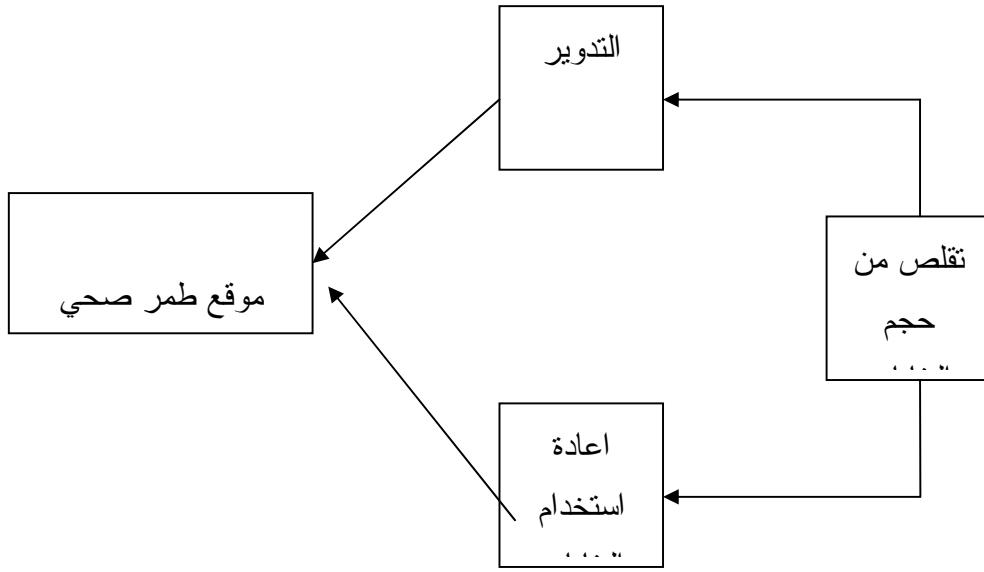 التدوير
تقلص من
حجم
موقع طمر صحي
اعادة
استخدام